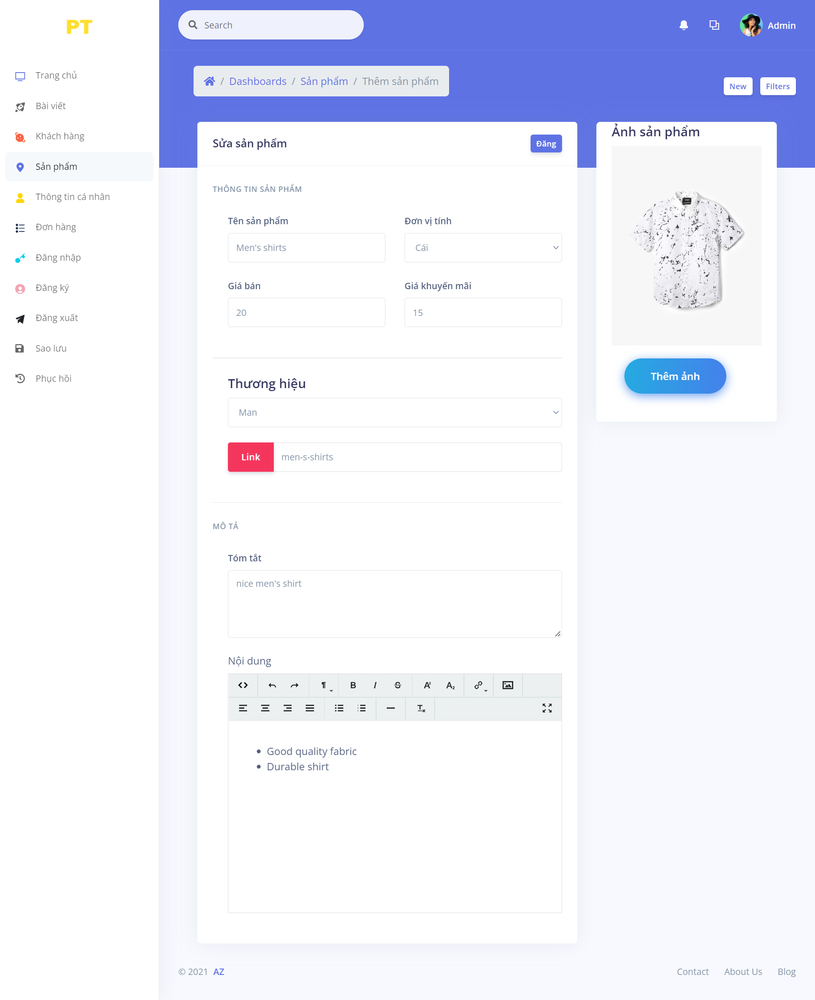 PT
Trang chủ
Bài viết
Khách hàng
Sản phẩm
Thông tin cá nhân
Đơn hàng
Đăng nhập
Đăng ký
Đăng xuất
Sao lưu
Phục hồi
Search
Admin
/ Dashboards / Sản phẩm / Thêm sản phẩm
New
Filters
Sửa sản phẩm
Đăng
THÔNG TIN SẢN PHẨM
Tên sản phẩm
Men's shirts
Đơn vị tính
Cái
Giá bán
20
Giá khuyến mãi
15
Thương hiệu
Man
Link
men-s-shirts
MÔ TẢ
Tóm tắt
nice men's shirt
Nội dung
Good quality fabric
Durable shirt
Ảnh sản phẩm
Thêm ảnh
© 2021 AZ
Contact
About Us
Blog